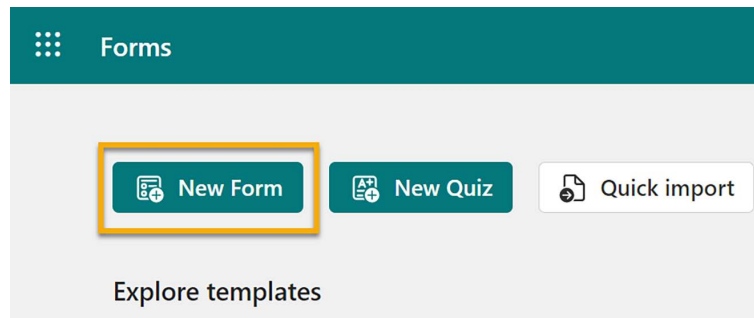 Forms
New Form
New Quiz
Quick import
Explore templates